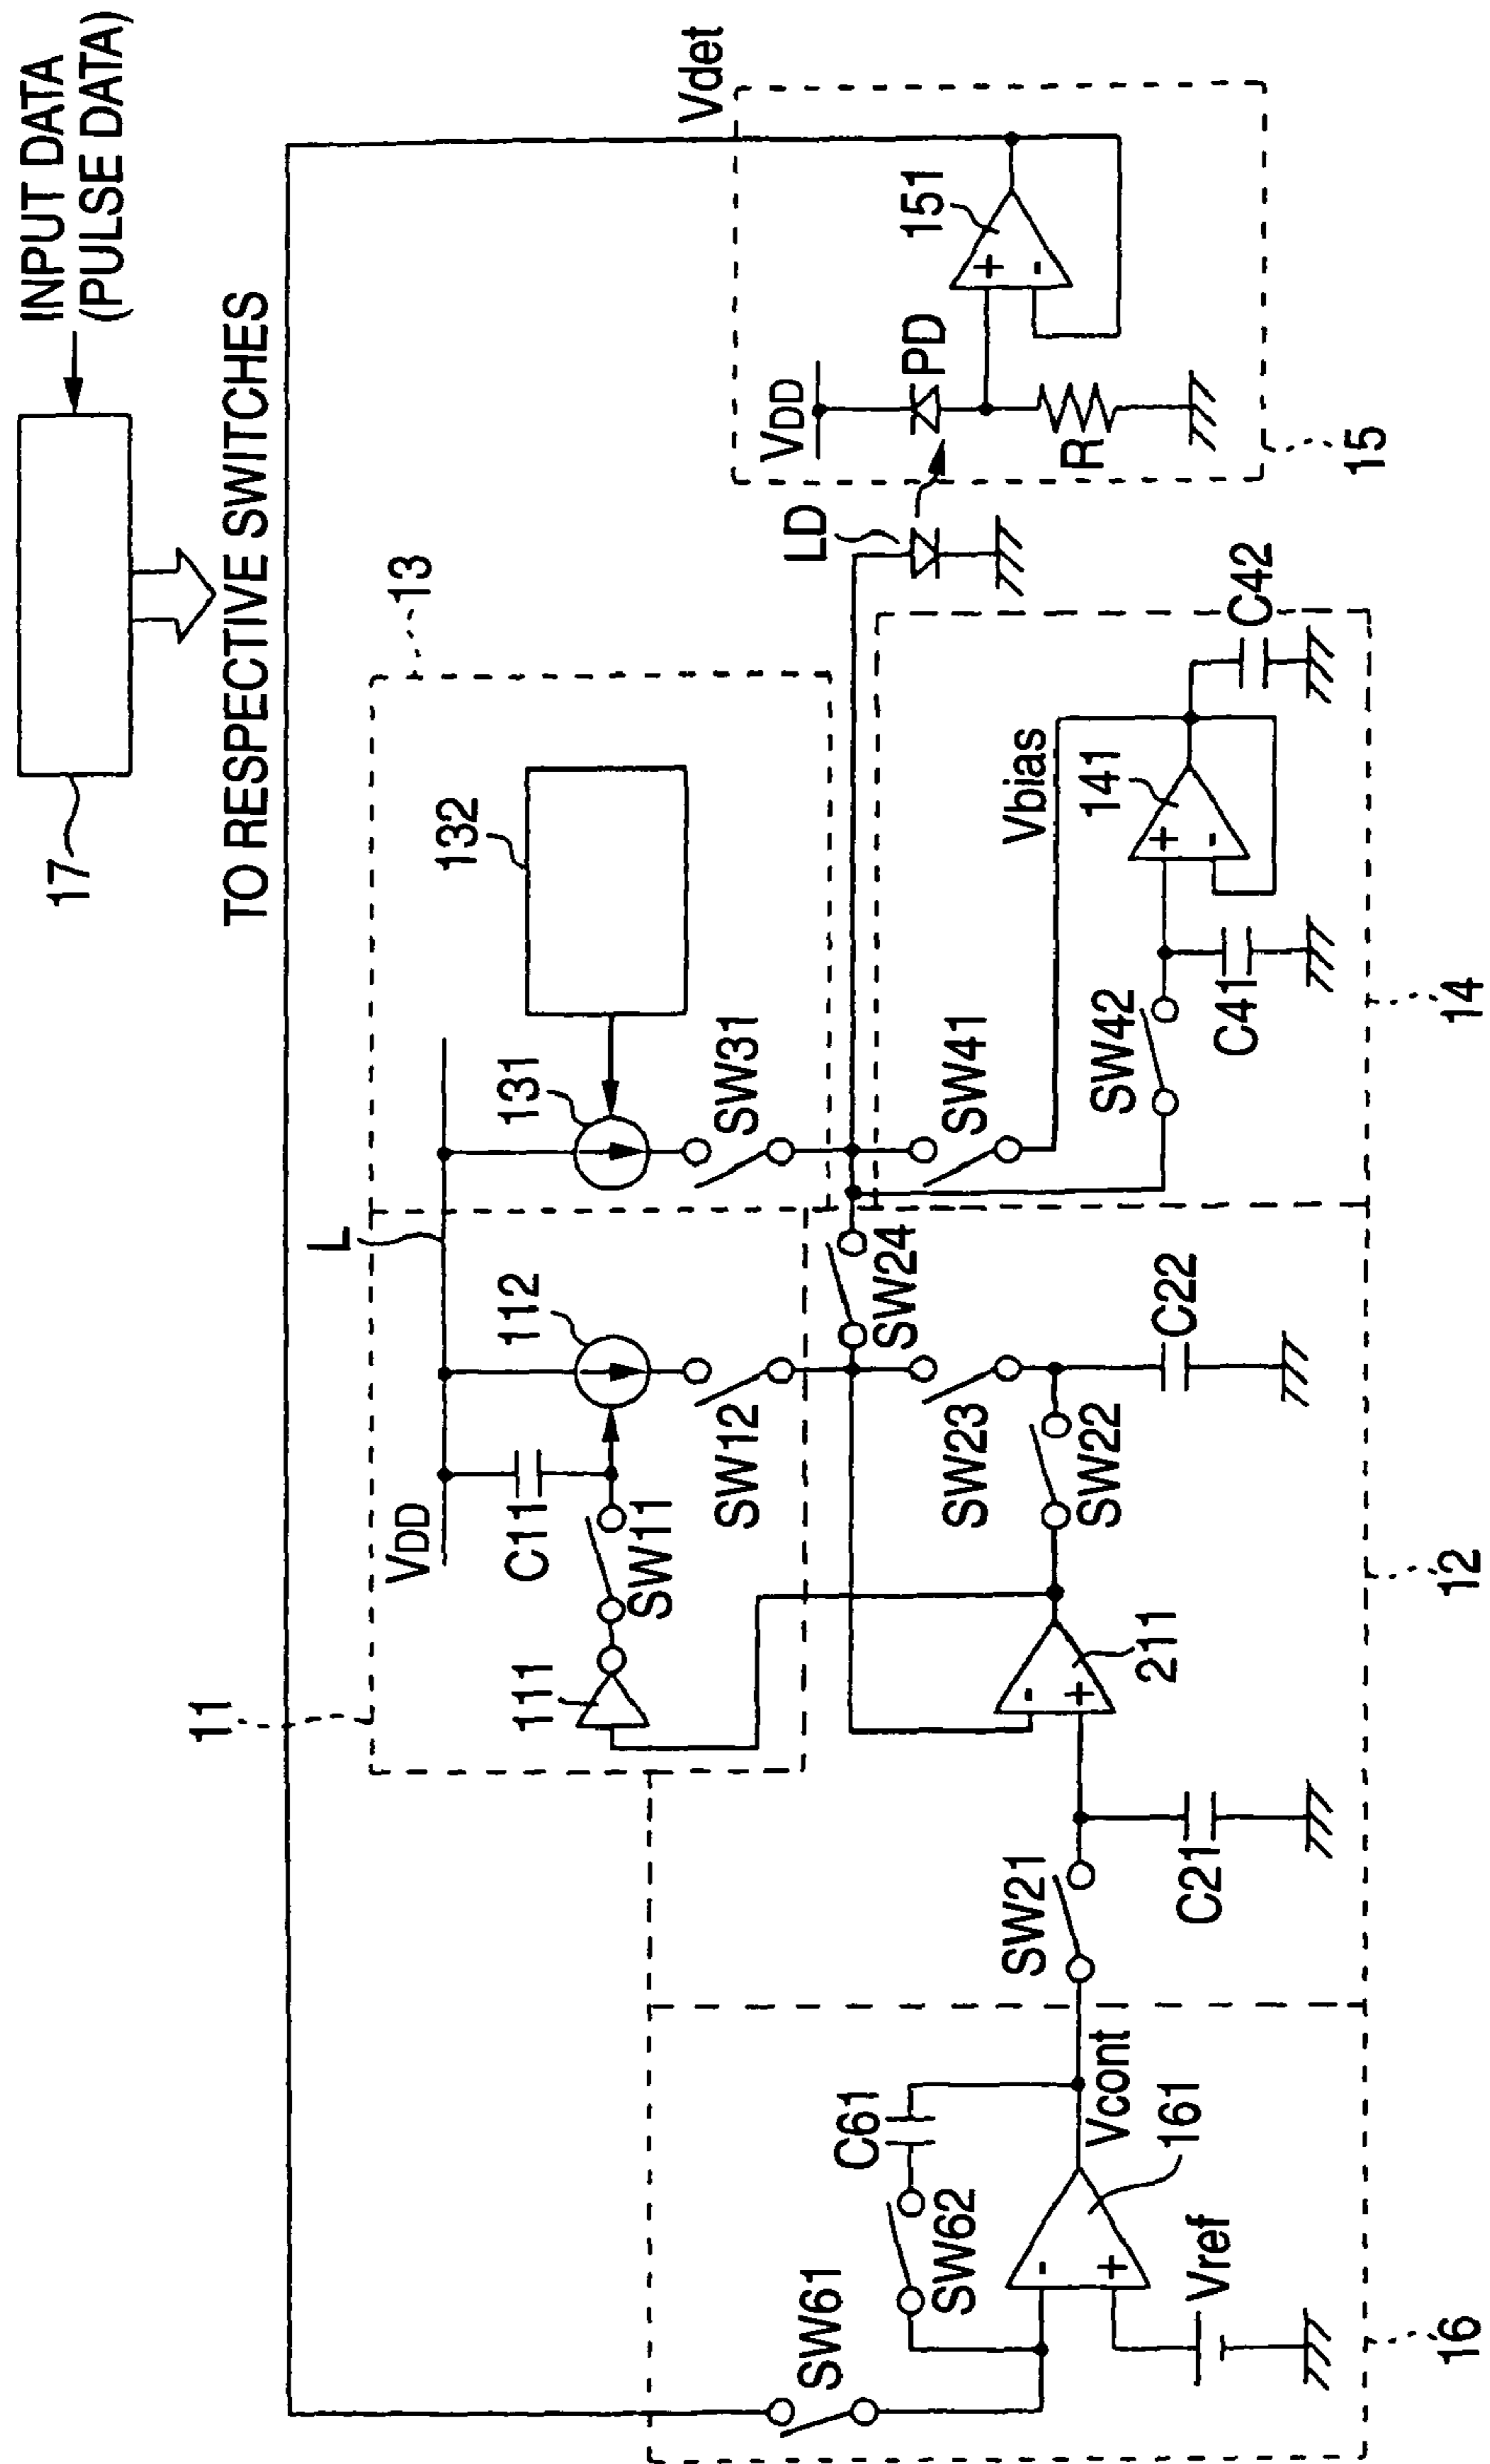 INPUT DATA
(PULSE DATA)
17
TO RESPECTIVE SWITCHES
11
13
VDD
L
C11
112
131
132
111
SW11
SW12
SW31
Vdet
LD
VDD
PD
R
151
15
SW61
SW62
C61
161
Vcont
Vref
16
SW21
C21
211
SW23
SW22
SW24
C22
12
SW41
SW42
C41
Vbias
141
C42
14
+
-
+
-
+
-
+
-